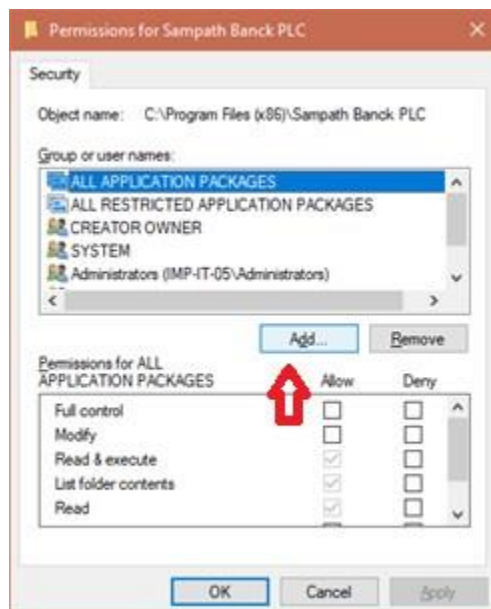 Permissions for Sampath Banck PLC
Security
Object name: C:\Program Files (x86)\Sampath Banck PLC
Group or user names:
ALL APPLICATION PACKAGES
ALL RESTRICTED APPLICATION PACKAGES
CREATOR OWNER
SYSTEM
Administrators (IMP-IT-05\Administrators)
Add... Remove
Permissions for ALL
APPLICATION PACKAGES Allow Deny
Full control
Modify
Read & execute
List folder contents
Read
OK Cancel Apply